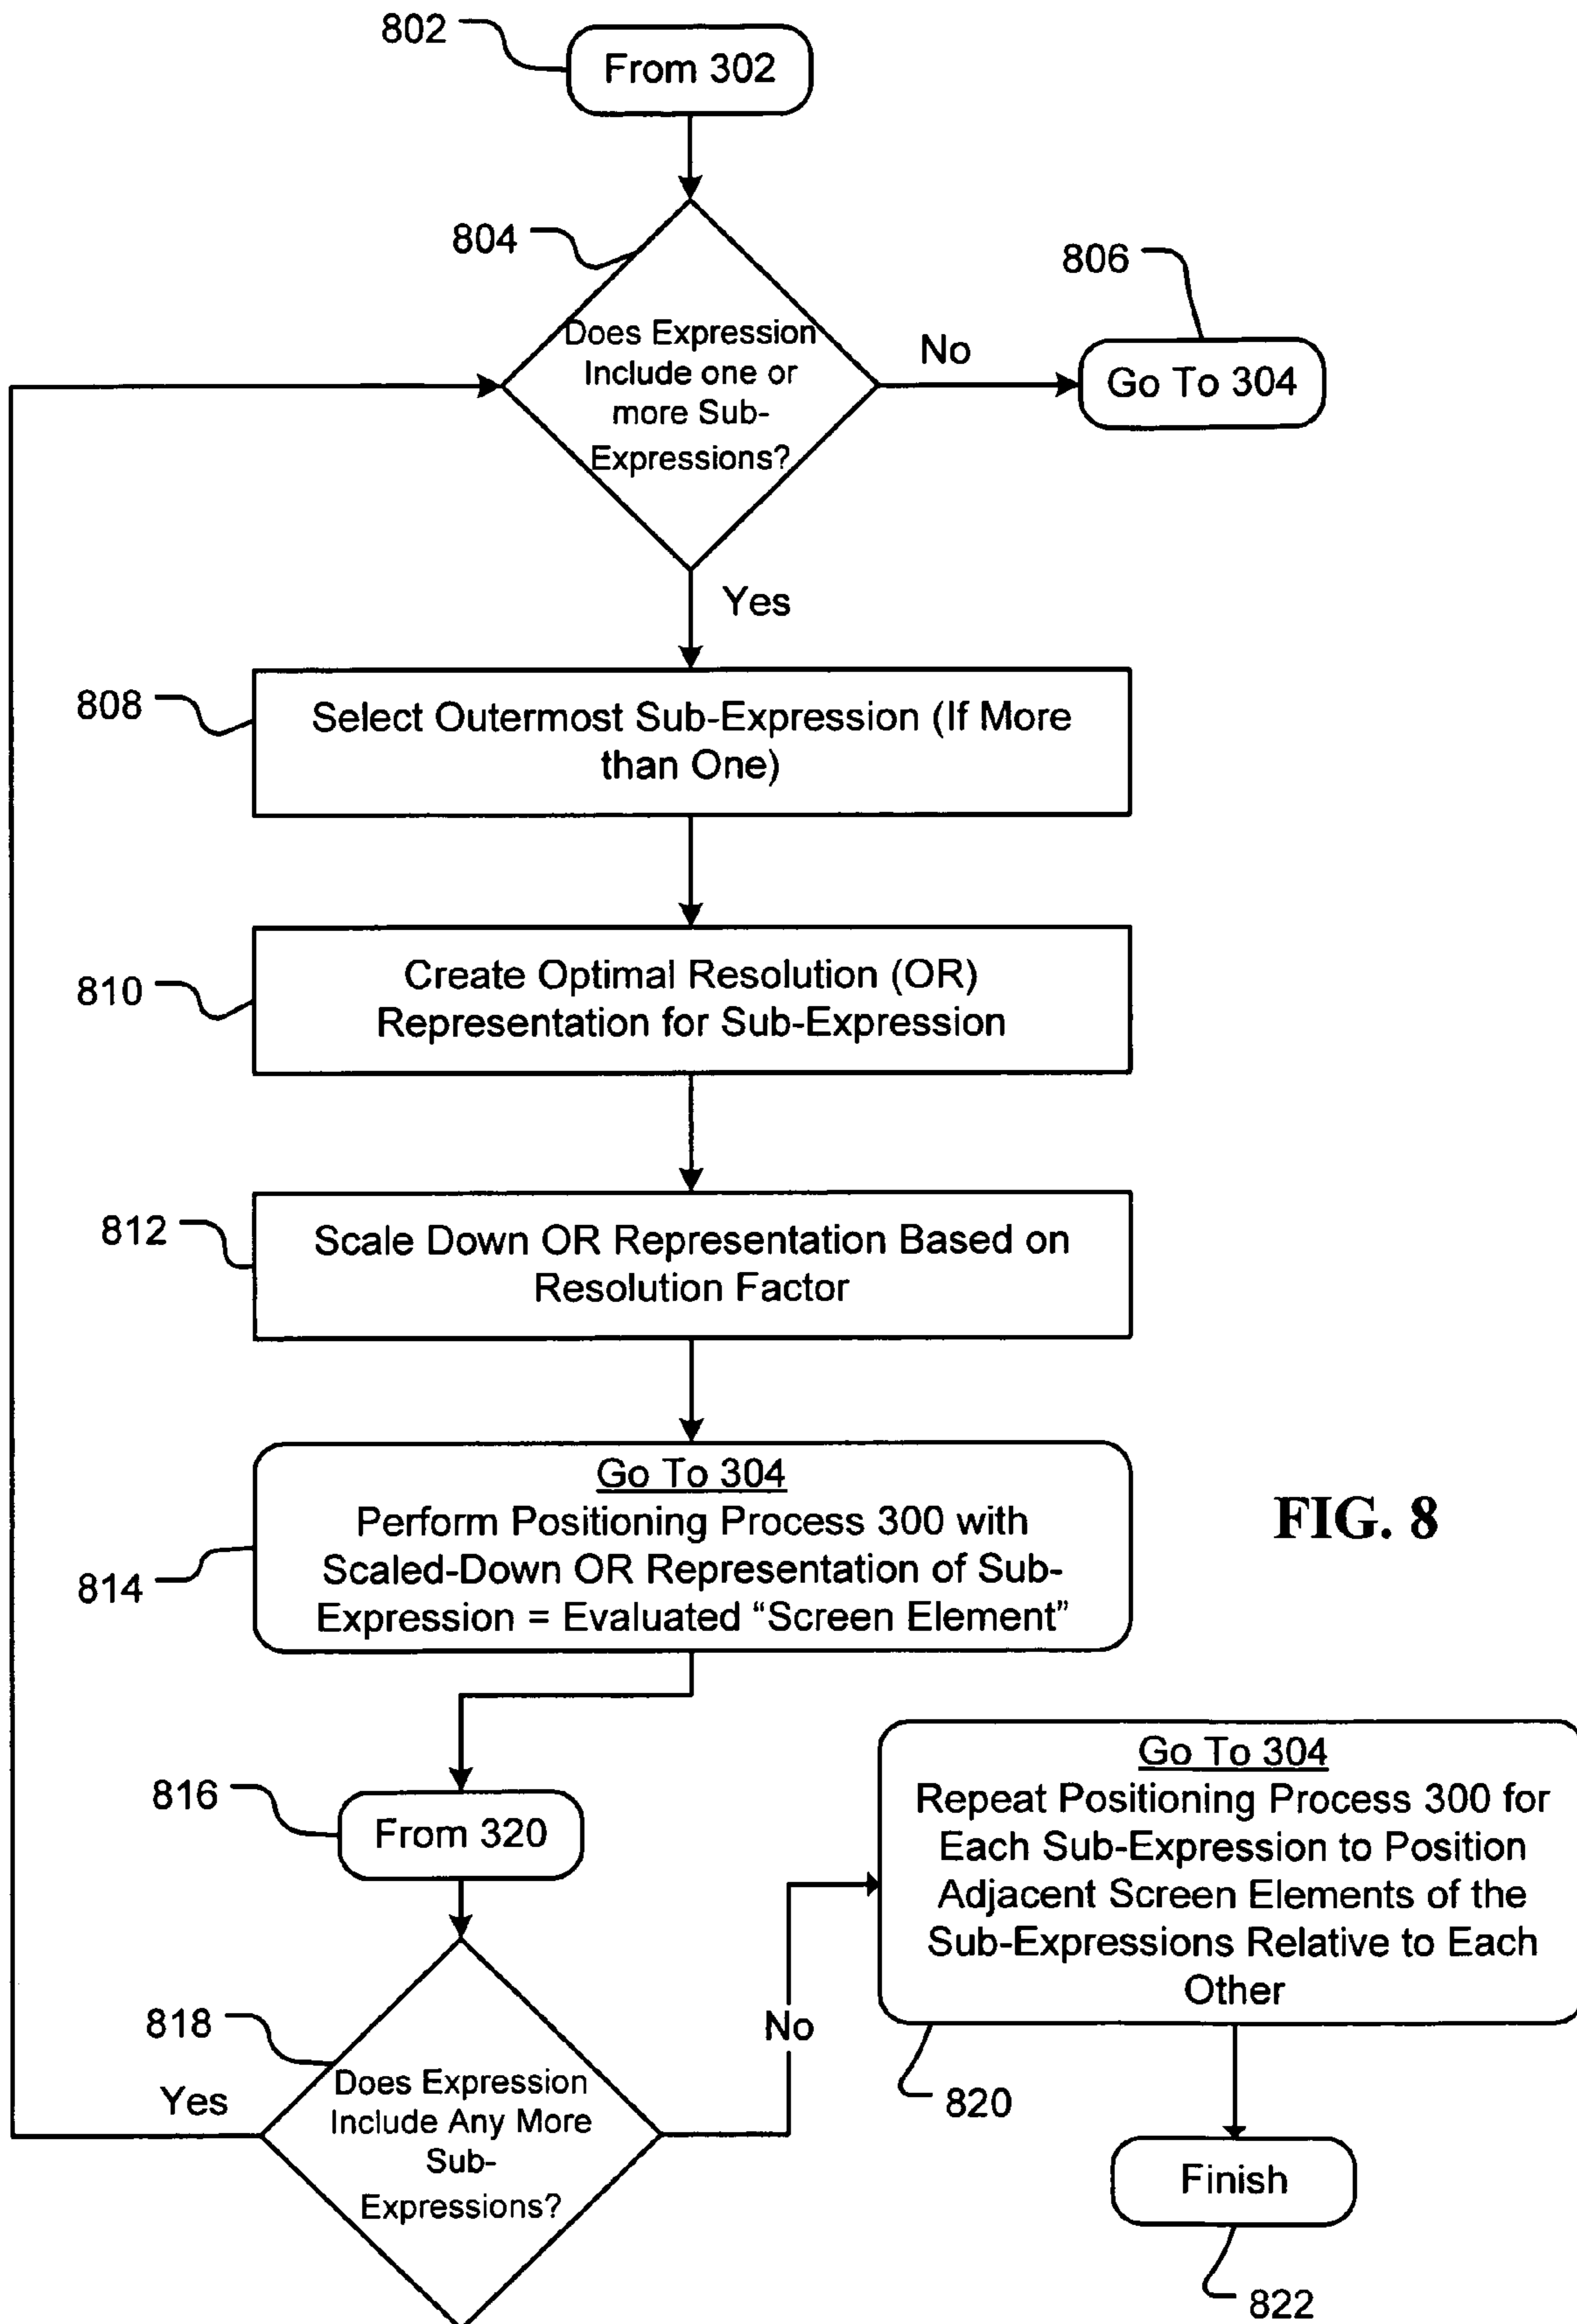 802
From 302
804
806
Does Expression
Include one or
more Sub-
Expressions?
No
Go To 304
Yes
808
Select Outermost Sub-Expression (If More
than One)
810
Create Optimal Resolution (OR)
Representation for Sub-Expression
812
Scale Down OR Representation Based on
Resolution Factor
814
Go To 304
Perform Positioning Process 300 with
Scaled-Down OR Representation of Sub-
Expression = Evaluated “Screen Element”
FIG. 8
816
From 320
Go To 304
Repeat Positioning Process 300 for
Each Sub-Expression to Position
Adjacent Screen Elements of the
Sub-Expressions Relative to Each
Other
818
Does Expression
Include Any More
Sub-
Expressions?
Yes
No
820
Finish
822